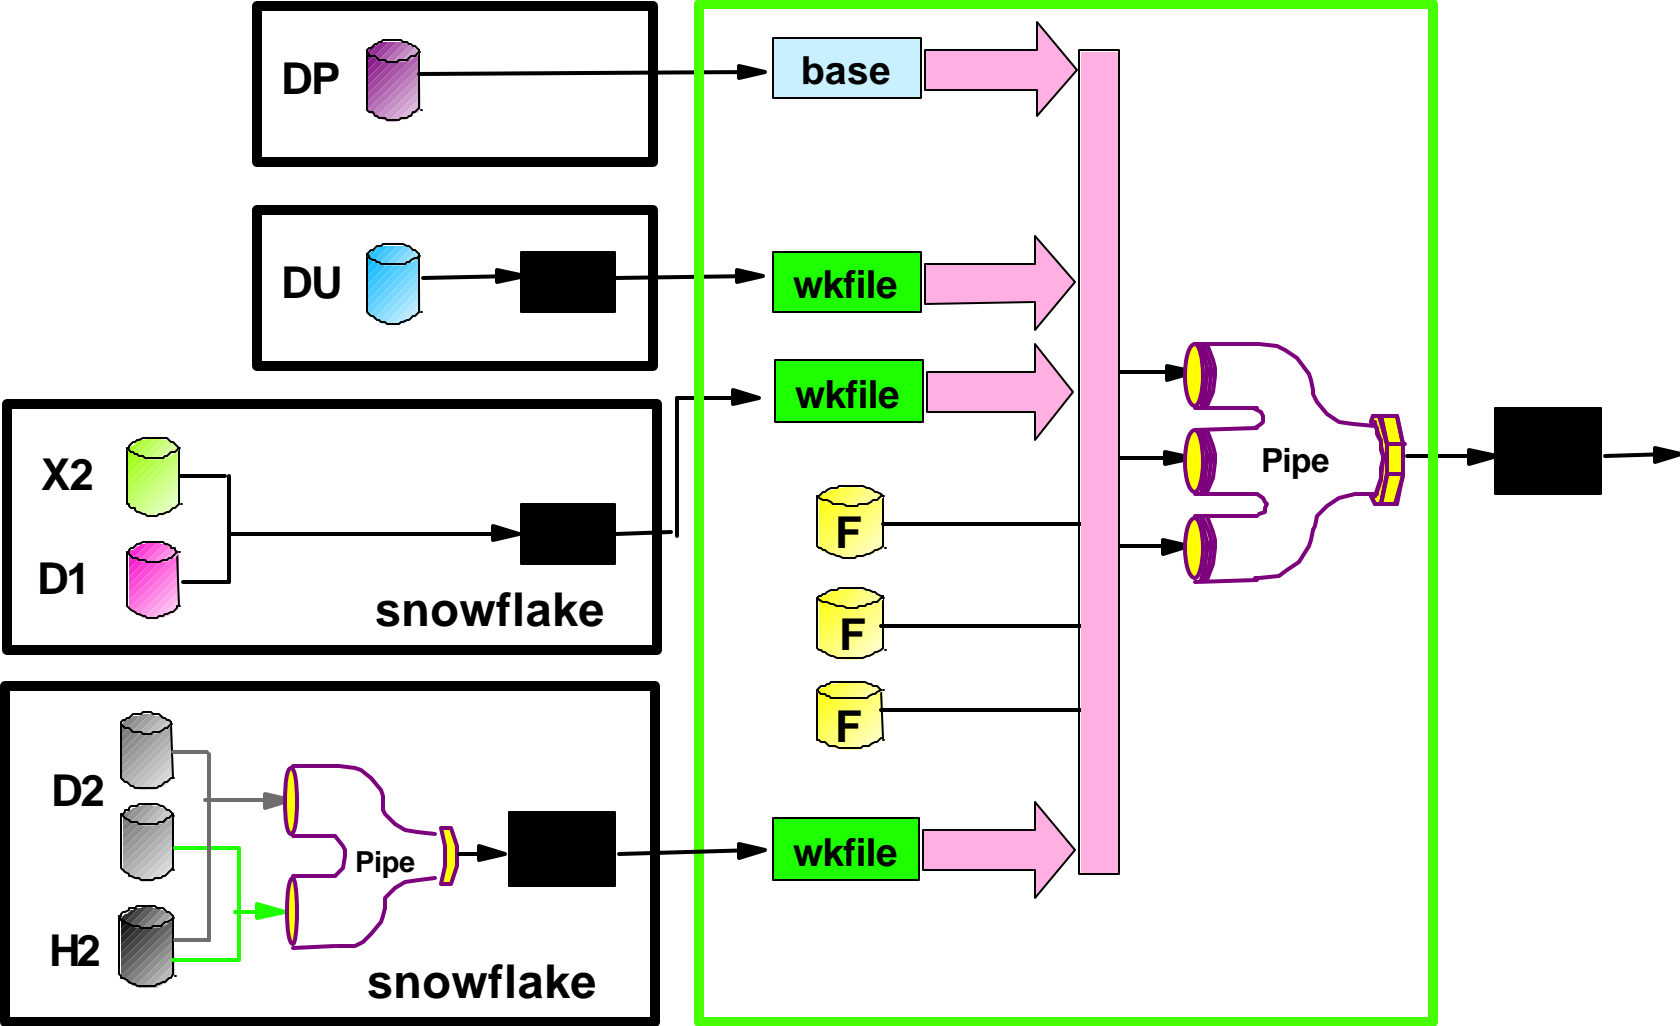 DP
base
DU
wkfile
wkfile
X2
D1
snowflake
F
F
F
Pipe
D2
H2
Pipe
snowflake
wkfile